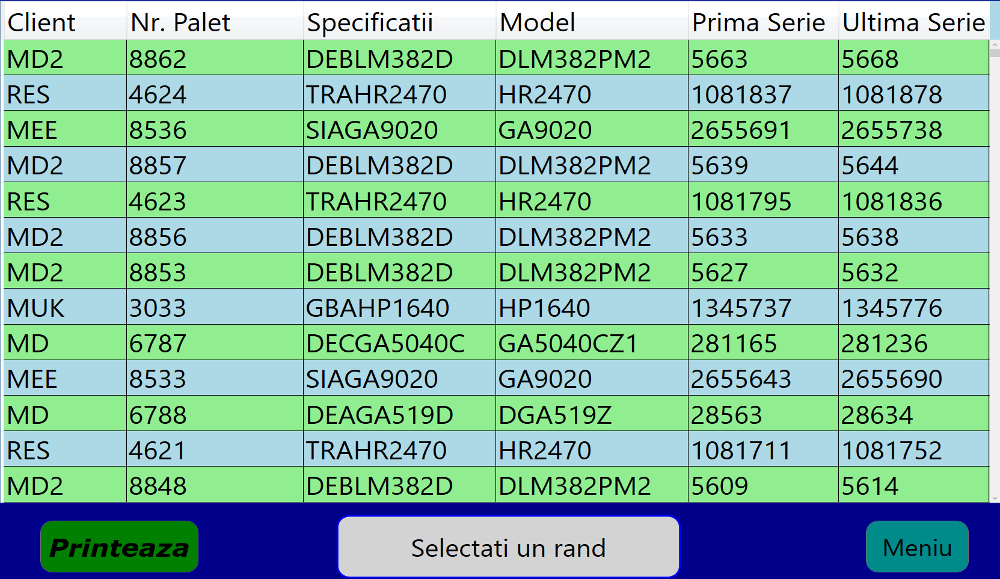 Client Nr. Palet Specificatii Model Prima Serie Ultima Serie
MD2 8862 DEBLM382D DLM382PM2 5663 5668
RES 4624 TRAHR2470 HR2470 1081837 1081878
MEE 8536 SIAGA9020 GA9020 2655691 2655738
MD2 8857 DEBLM382D DLM382PM2 5639 5644
RES 4623 TRAHR2470 HR2470 1081795 1081836
MD2 8856 DEBLM382D DLM382PM2 5633 5638
MD2 8853 DEBLM382D DLM382PM2 5627 5632
MUK 3033 GBAHP1640 HP1640 1345737 1345776
MD 6787 DECGA5040C GA5040CZ1 281165 281236
MEE 8533 SIAGA9020 GA9020 2655643 2655690
MD 6788 DEAGA519D DGA519Z 28563 28634
RES 4621 TRAHR2470 HR2470 1081711 1081752
MD2 8848 DEBLM382D DLM382PM2 5609 5614
Printeaza Selectati un rand Meniu